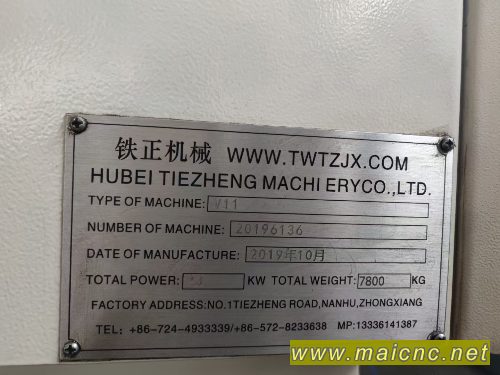 铁正机械 WWW.TWTZJX.COM
HUBEI TIEZHENG MACHI ERYCO.,LTD.
TYPE OF MACHINE: V11
NUMBER OF MACHINE: 20196136
DATE OF MANUFACTURE: 2019年10月
TOTAL POWER: KW TOTAL WEIGHT: 7800 KG
FACTORY ADDRESS:NO.1TIEZHENG ROAD,NANHU,ZHONGXIANG
TEL: +86-724-4933339/+86-572-8233638 MP:13336141387
www.maicnc.net